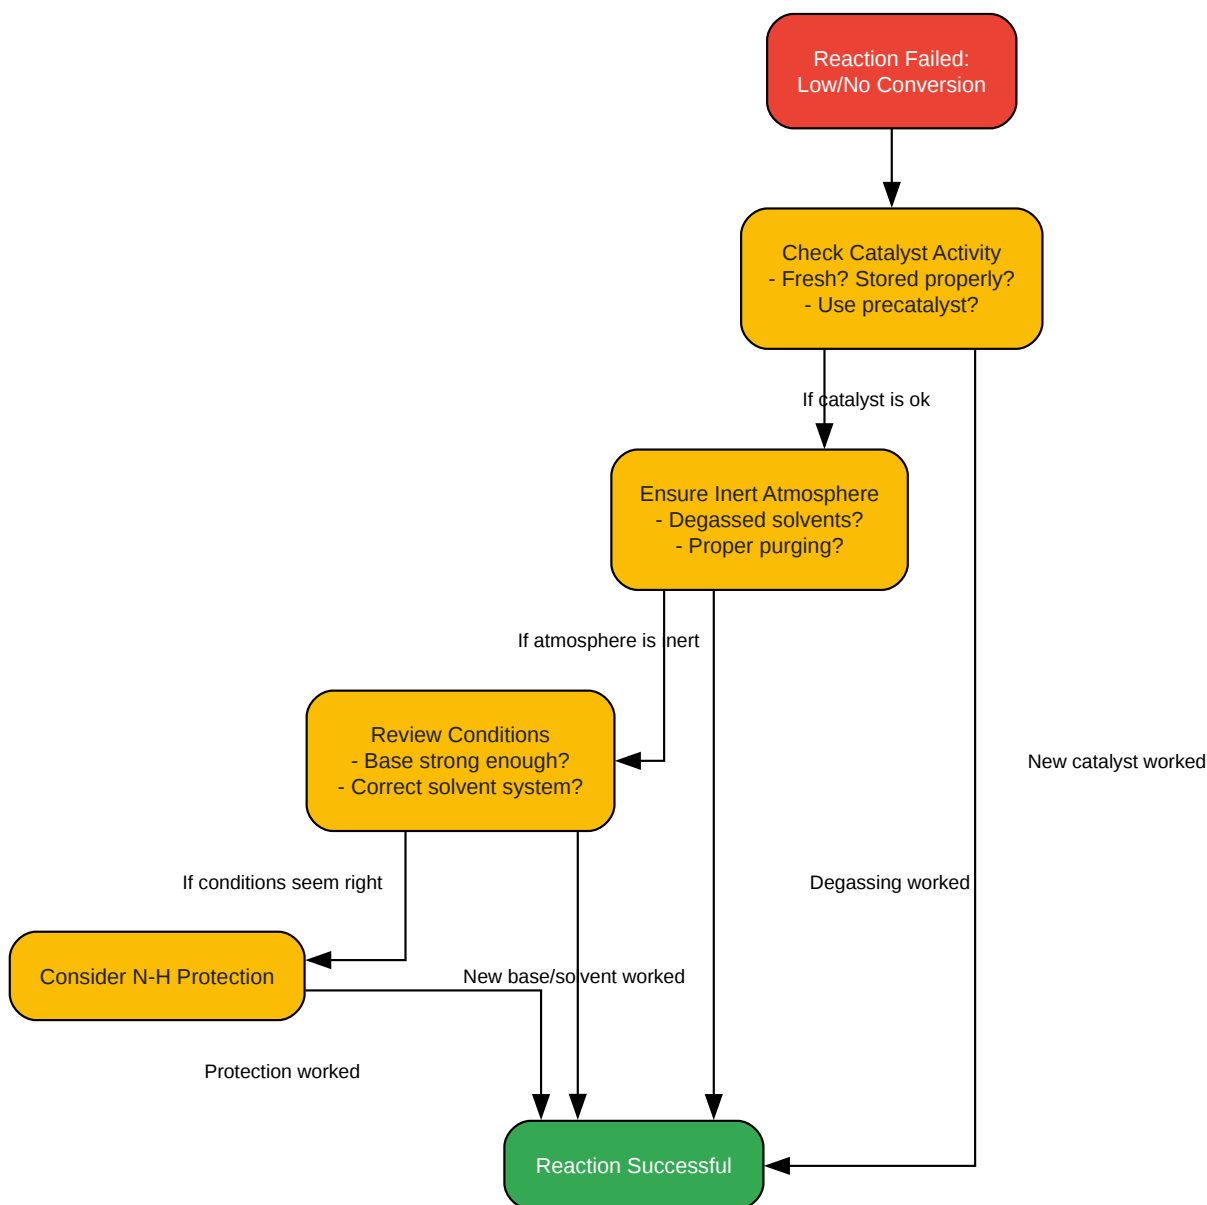 Reaction Failed:
Low/No Conversion
Check Catalyst Activity
- Fresh? Stored properly?
- Use precatalyst?
If catalyst is ok
Ensure Inert Atmosphere
- Degassed solvents?
- Proper purging?
If atmosphere is inert
Review Conditions
- Base strong enough?
- Correct solvent system?
New catalyst worked
If conditions seem right
Degassing worked
Consider N-H Protection
New base/solvent worked
Protection worked
Reaction Successful